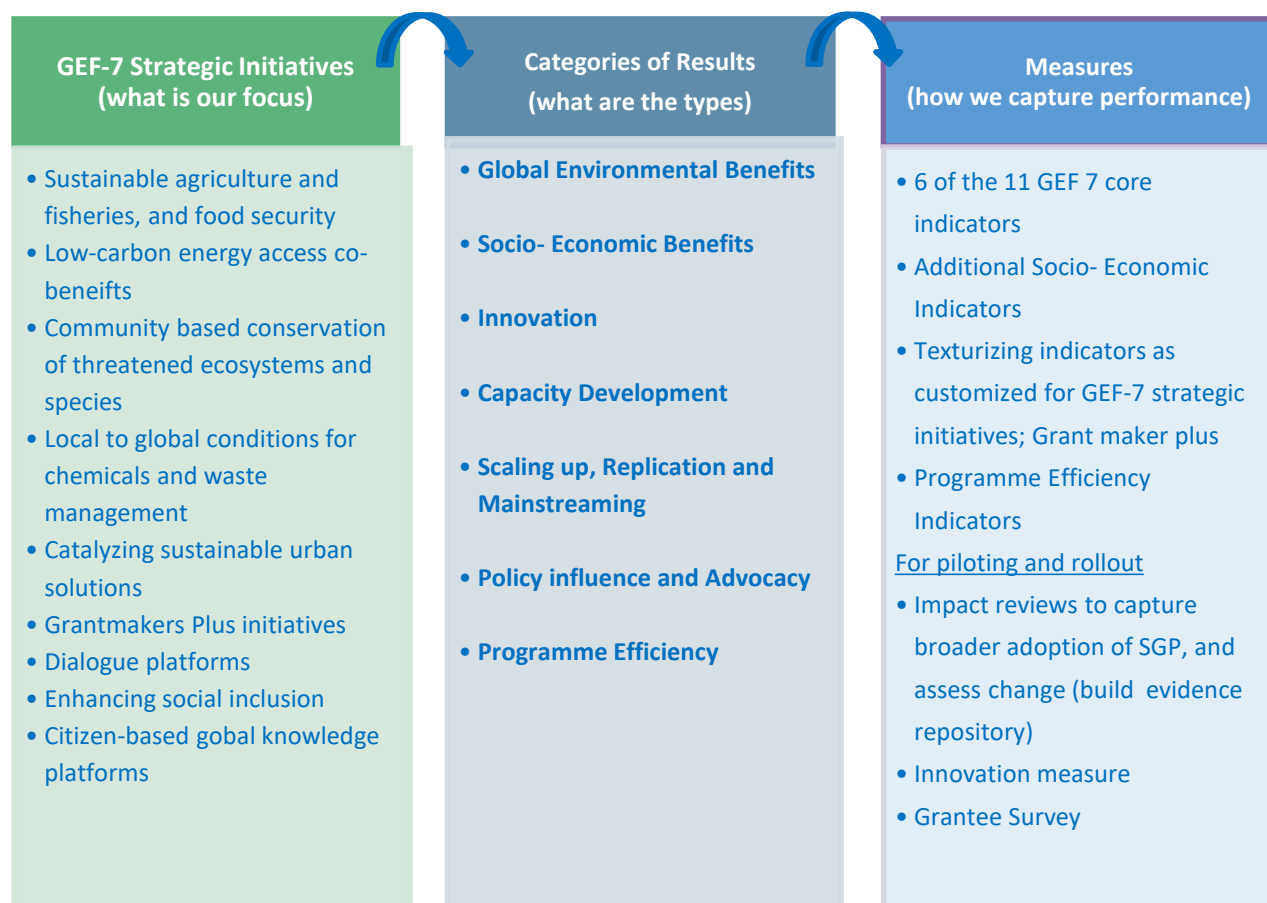 GEF-7 Strategic Initiatives
(what is our focus)
• Sustainable agriculture and
fisheries, and food security
• Low-carbon energy access co-
beneifts
• Community based conservation
of threatened ecosystems and
species
• Local to global conditions for
chemicals and waste
management
• Catalyzing sustainable urban
solutions
• Grantmakers Plus initiatives
• Dialogue platforms
• Enhancing social inclusion
• Citizen-based gobal knowledge
platforms
Categories of Results
(what are the types)
• Global Environmental Benefits
• Socio- Economic Benefits
• Innovation
• Capacity Development
• Scaling up, Replication and
Mainstreaming
• Policy influence and Advocacy
• Programme Efficiency
Measures
(how we capture performance)
• 6 of the 11 GEF 7 core
indicators
• Additional Socio- Economic
Indicators
• Texturizing indicators as
customized for GEF-7 strategic
initiatives; Grant maker plus
• Programme Efficiency
Indicators
For piloting and rollout
• Impact reviews to capture
broader adoption of SGP, and
assess change (build evidence
repository)
• Innovation measure
• Grantee Survey